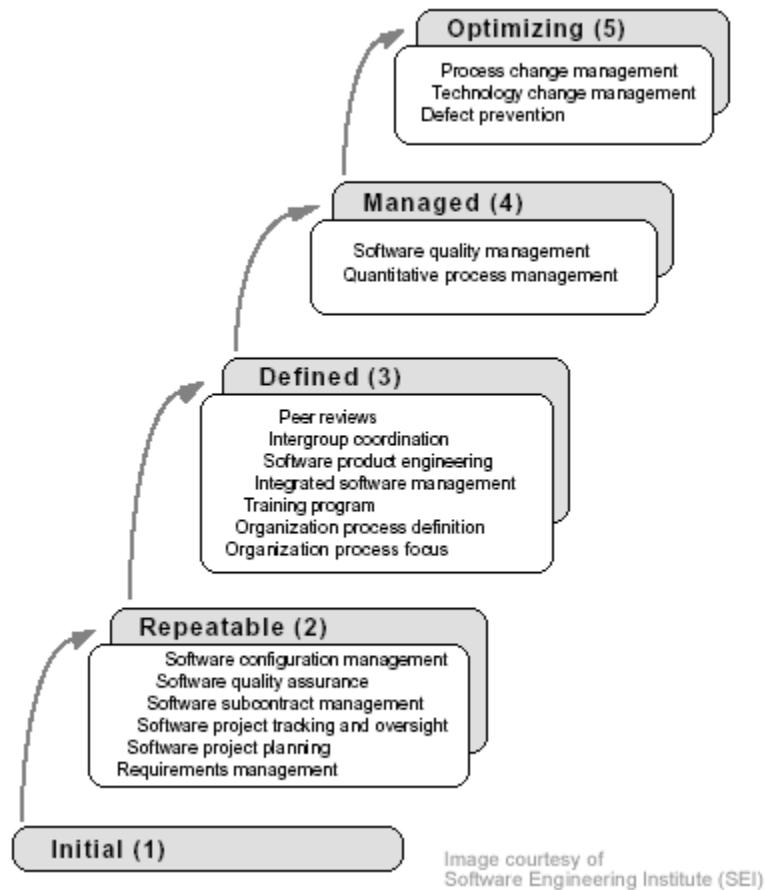 Optimizing (5)
Process change management
Technology change management
Defect prevention
Managed (4)
Software quality management
Quantitative process management
Defined (3)
Peer reviews
Intergroup coordination
Software product engineering
Integrated software management
Training program
Organization process definition
Organization process focus
Repeatable (2)
Software configuration management
Software quality assurance
Software subcontract management
Software project tracking and oversight
Software project planning
Requirements management
Initial (1)
Image courtesy of
Software Engineering Institute (SEI)